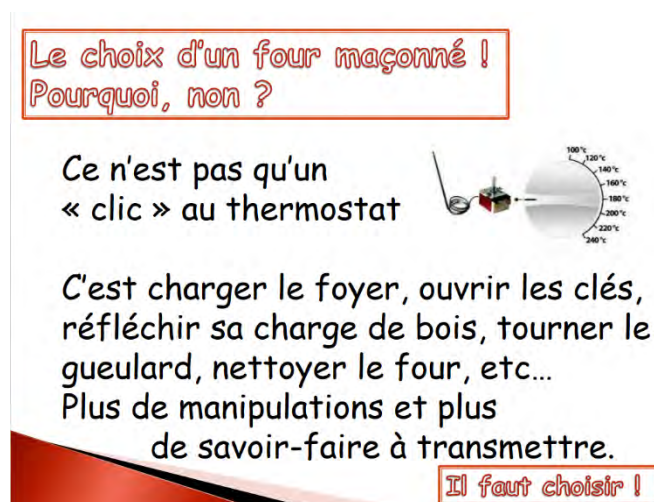 Le choix d'un four maçonné !
Pourquoi, non ?
Ce n'est pas qu'un
« clic » au thermostat
100°c
120°c
140°c
160°c
180°c
200°c
220°c
240°c
C'est charger le foyer, ouvrir les clés,
réfléchir sa charge de bois, tourner le
gueulard, nettoyer le four, etc…
Plus de manipulations et plus
de savoir-faire à transmettre.
Il faut choisir !